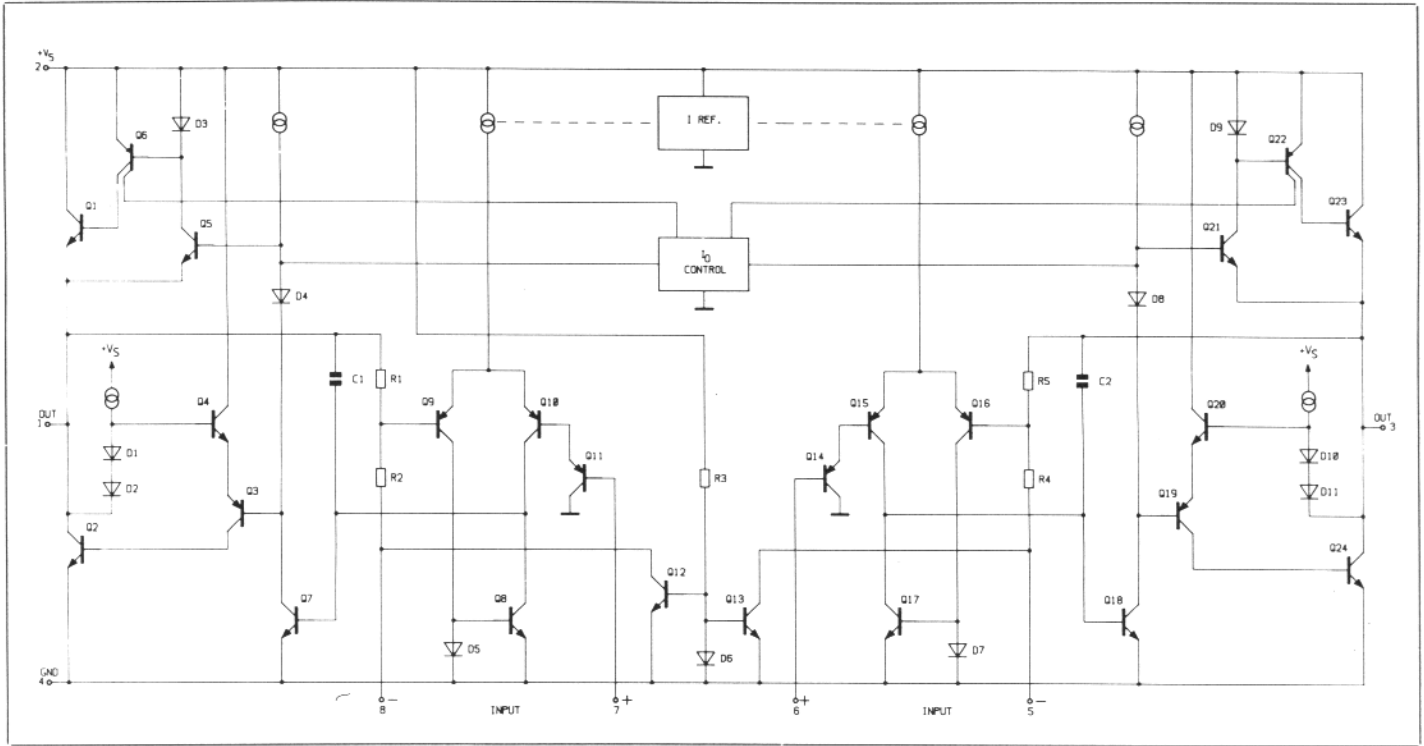 +VS
2
I REF.
D3
Q6
D9
Q22
Q1
Q5
Q23
Q21
IO
CONTROL
D4
D8
+VS
+VS
C1
R1
R5
C2
Q4
Q9
Q10
Q15
Q16
Q20
OUT
1
OUT
3
D1
Q11
Q14
D10
R2
R3
R4
D2
Q3
Q19
D11
Q2
Q24
Q12
Q7
Q8
Q13
Q17
Q18
D5
D6
D7
GND
4
-
+
+
-
8
INPUT
7
6
INPUT
5